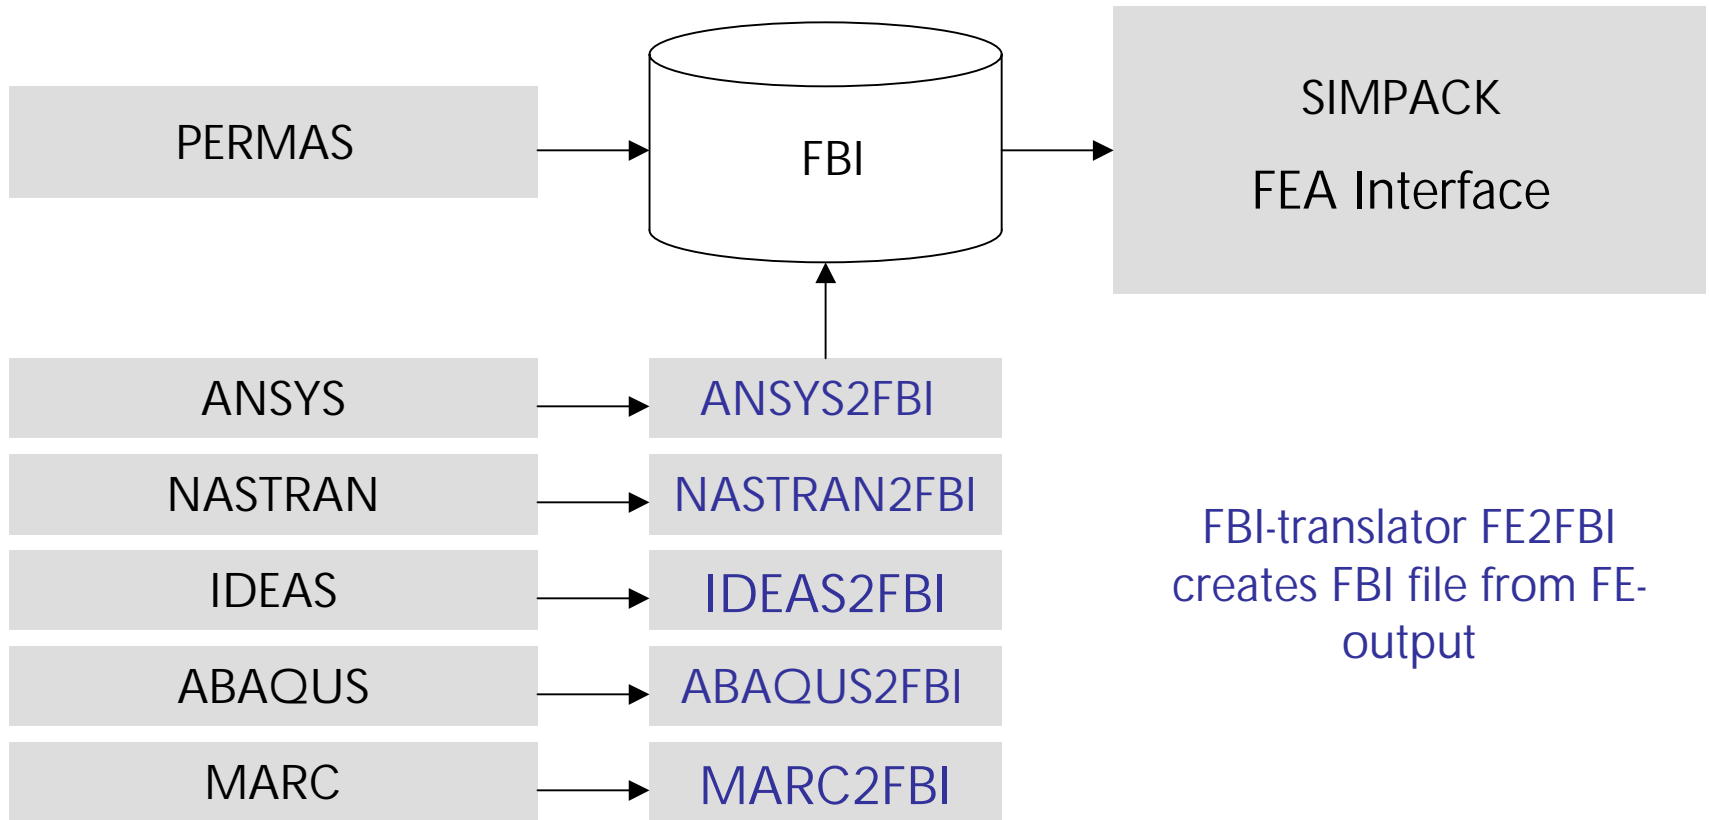 PERMAS
FBI
SIMPACK
FEA Interface
ANSYS
ANSYS2FBI
NASTRAN
NASTRAN2FBI
IDEAS
IDEAS2FBI
ABAQUS
ABAQUS2FBI
MARC
MARC2FBI
FBI-translator FE2FBI
creates FBI file from FE-
output